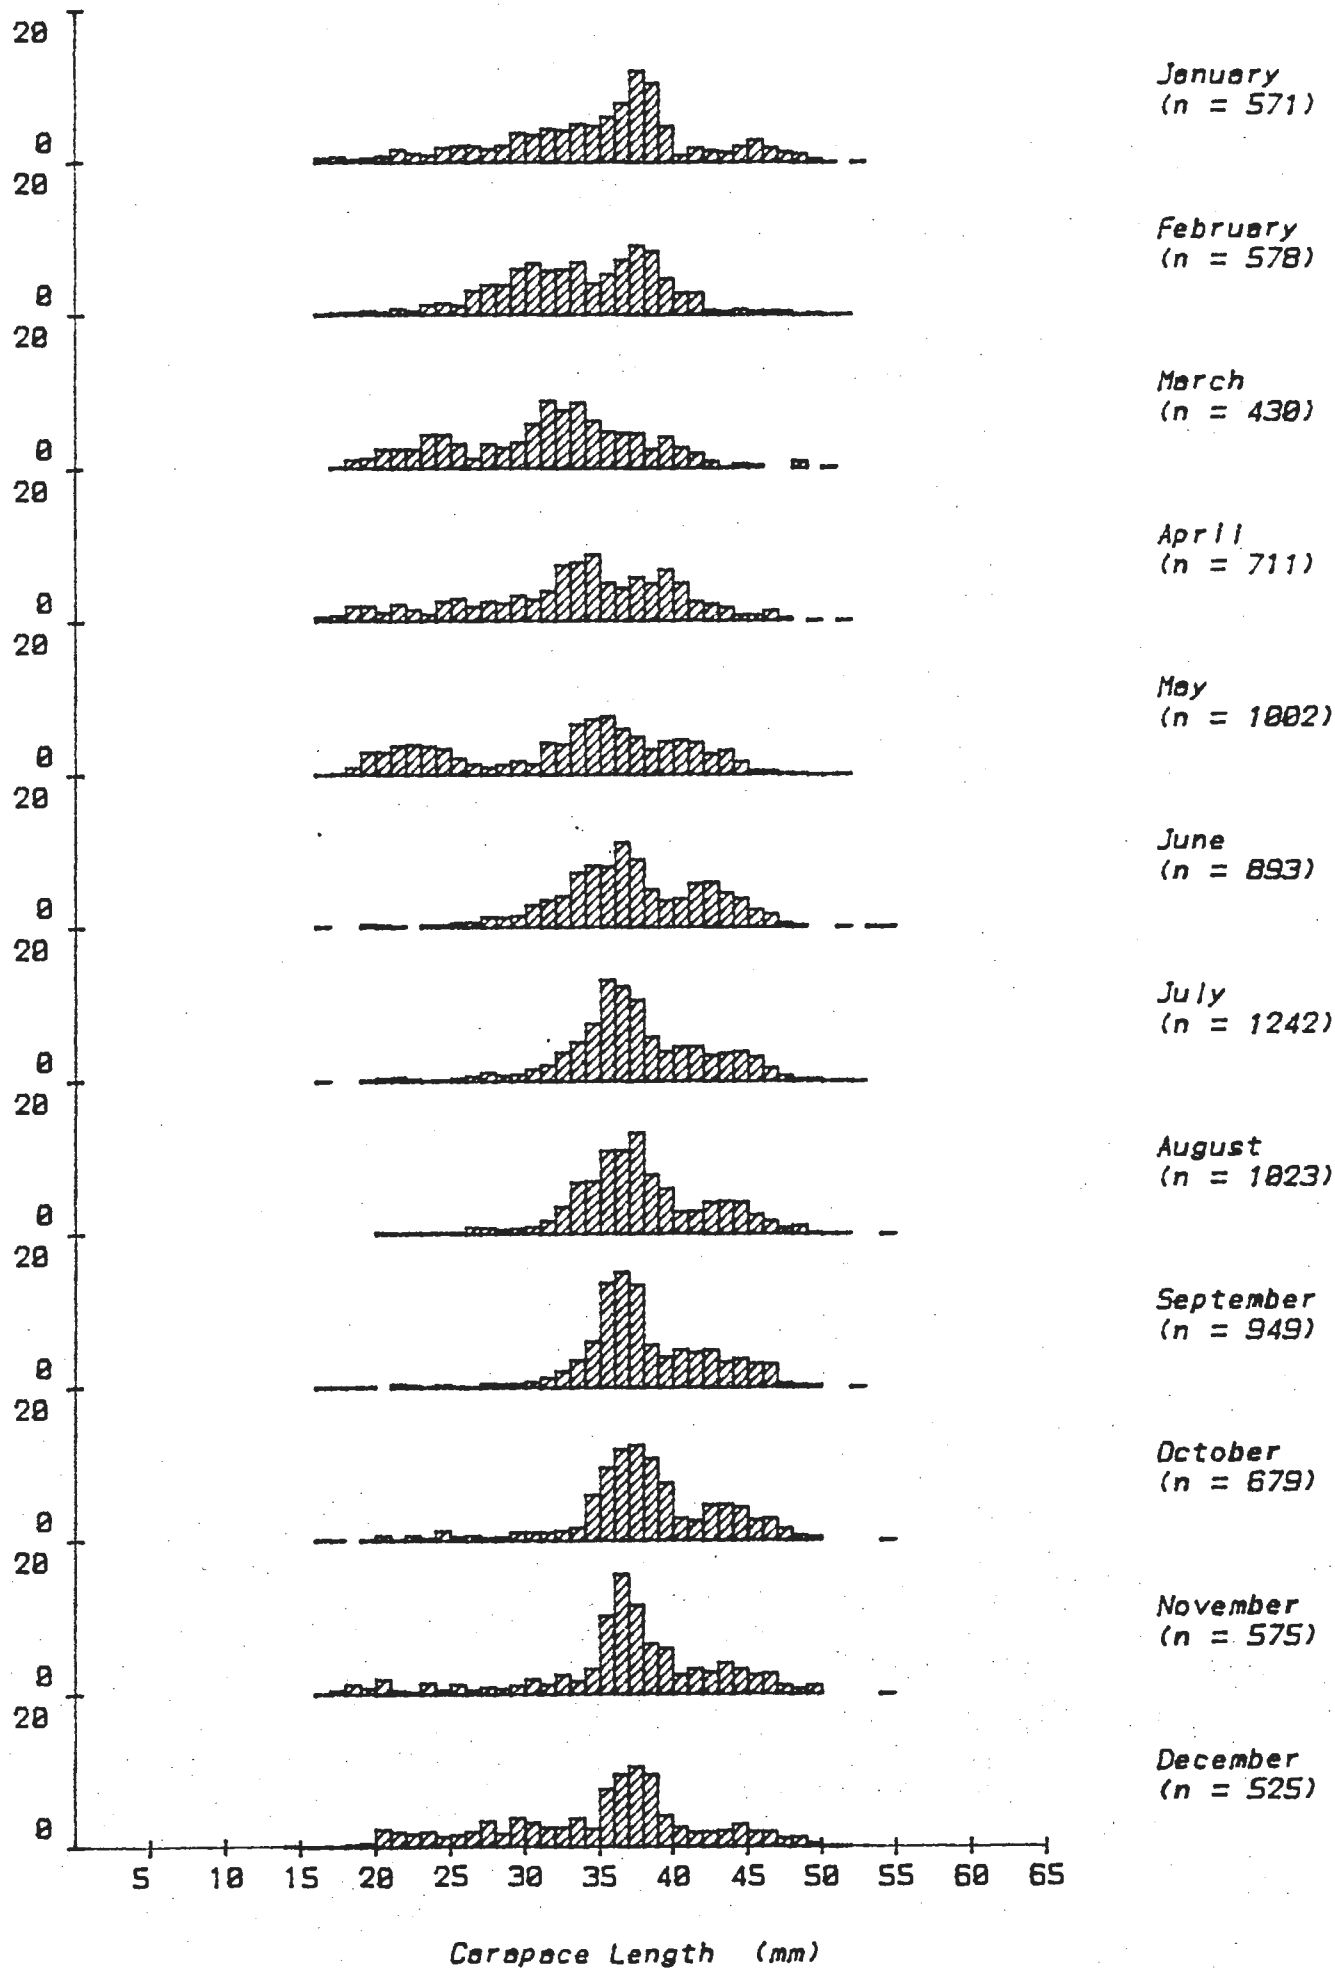 20
January
(n = 571)
0
20
February
(n = 578)
0
20
March
(n = 430)
0
20
April
(n = 711)
0
20
May
(n = 1002)
0
20
June
(n = 893)
0
20
July
(n = 1242)
0
20
August
(n = 1023)
0
20
September
(n = 949)
0
20
October
(n = 679)
0
20
November
(n = 575)
0
20
December
(n = 525)
0
5 10 15 20 25 30 35 40 45 50 55 60 65
Carapace Length (mm)